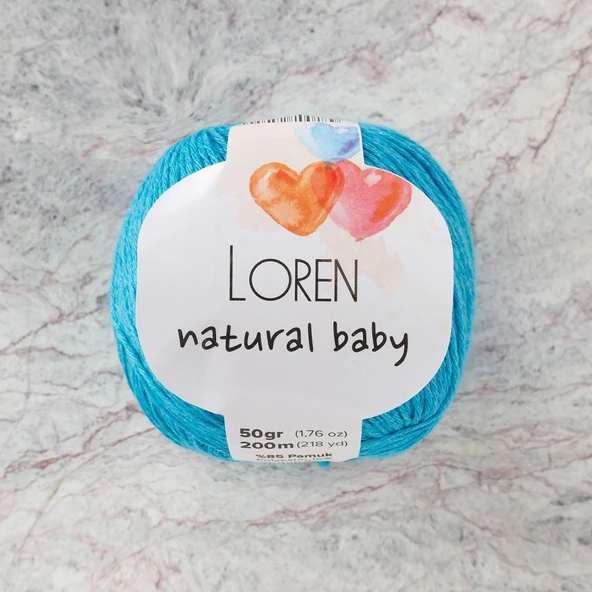 LOREN
natural baby
50gr (1,76 oz)
200m (218 yd)
%85 Pamuk